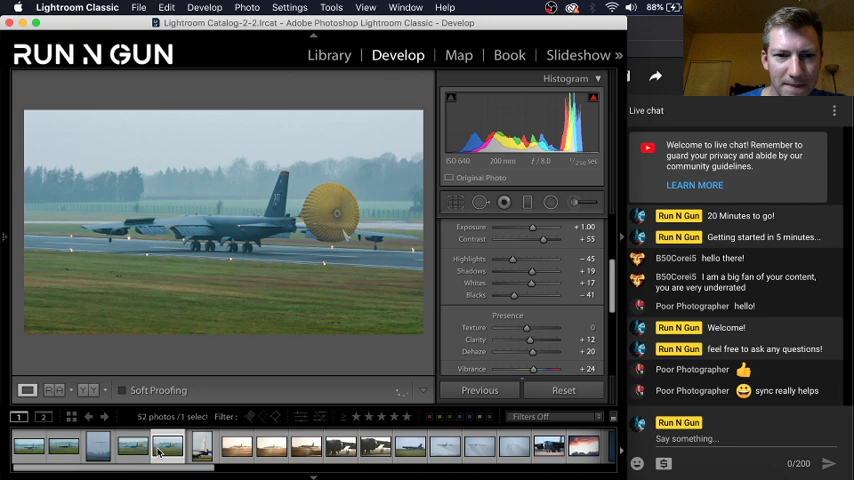 Lightroom Classic File Edit Develop Photo Settings Tools View Window 88%
Lightroom Catalog-2-2.lrcat - Adobe Photoshop Lightroom Classic - Develop
RUN N GUN
Library Develop Map Book Slideshow »
Histogram
ISO 640 200 mm ƒ / 8.0 1/250 sec
Original Photo
Exposure + 1.00
Contrast + 55
Highlights – 45
Shadows + 19
Whites + 17
Blacks – 41
Presence
Texture 0
Clarity + 12
Dehaze + 20
Vibrance + 24
Soft Proofing
Previous Reset
1 2 52 photos / 1 select Filter : Filters Off
Live chat
Welcome to live chat! Remember to
guard your privacy and abide by our
community guidelines.
LEARN MORE
Run N Gun 20 Minutes to go!
Run N Gun Getting started in 5 minutes...
B50Corei5 hello there!
B50Corei5 I am a big fan of your content,
you are very underrated
Poor Photographer hello!
Run N Gun Welcome!
Run N Gun feel free to ask any questions!
Poor Photographer 👍
Poor Photographer 😀 sync really helps
Run N Gun
Say something...
0/200